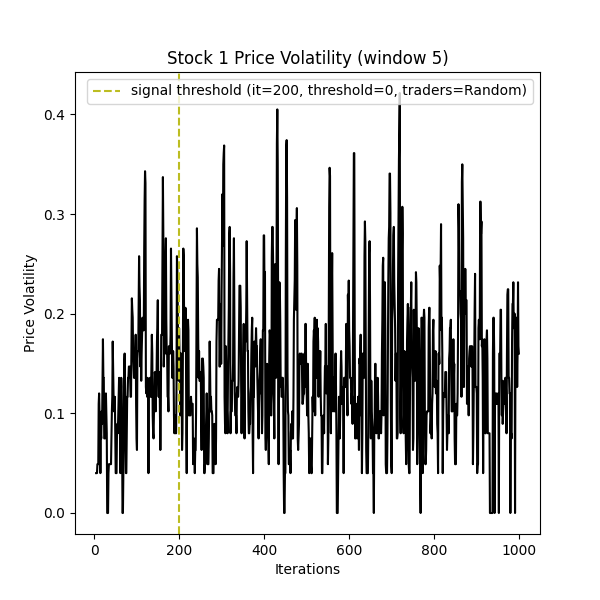 Stock 1 Price Volatility (window 5)
signal threshold (it=200, threshold=0, traders=Random)
0.4
0.3
0.2
0.1
0.0
Price Volatility
0 200 400 600 800 1000
Iterations